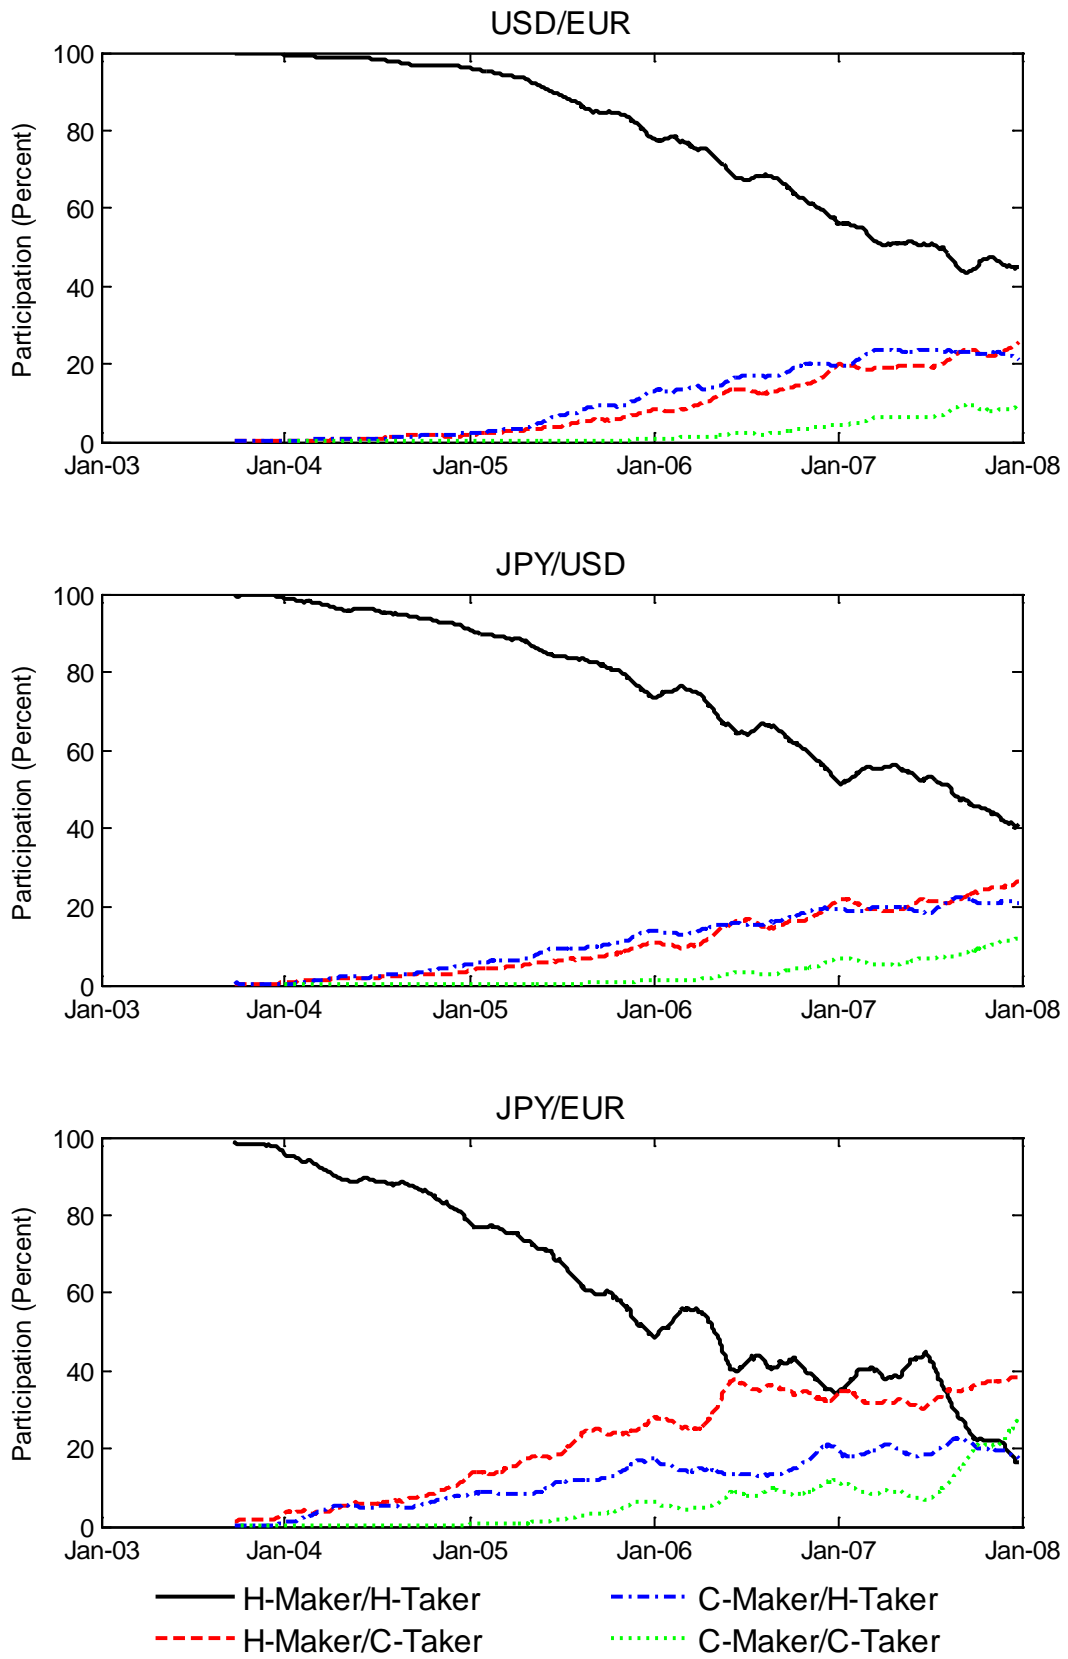 USD/EUR
Participation (Percent)
100
80
60
40
20
0
Jan-03 Jan-04 Jan-05 Jan-06 Jan-07 Jan-08
JPY/USD
Participation (Percent)
100
80
60
40
20
0
Jan-03 Jan-04 Jan-05 Jan-06 Jan-07 Jan-08
JPY/EUR
Participation (Percent)
100
80
60
40
20
0
Jan-03 Jan-04 Jan-05 Jan-06 Jan-07 Jan-08
H-Maker/H-Taker C-Maker/H-Taker
H-Maker/C-Taker C-Maker/C-Taker